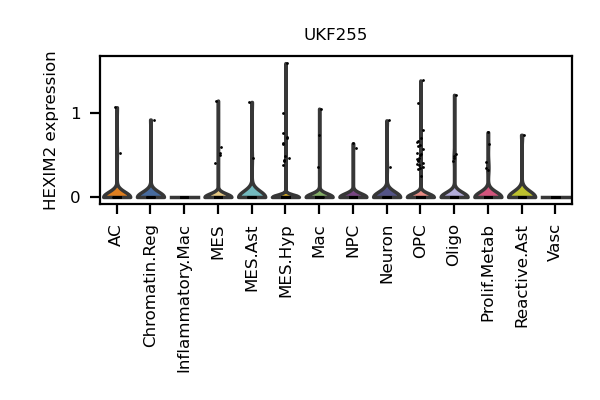 UKF255
HEXIM2 expression
1
0
AC
Chromatin.Reg
Inflammatory.Mac
MES
MES.Ast
MES.Hyp
Mac
NPC
Neuron
OPC
Oligo
Prolif.Metab
Reactive.Ast
Vasc